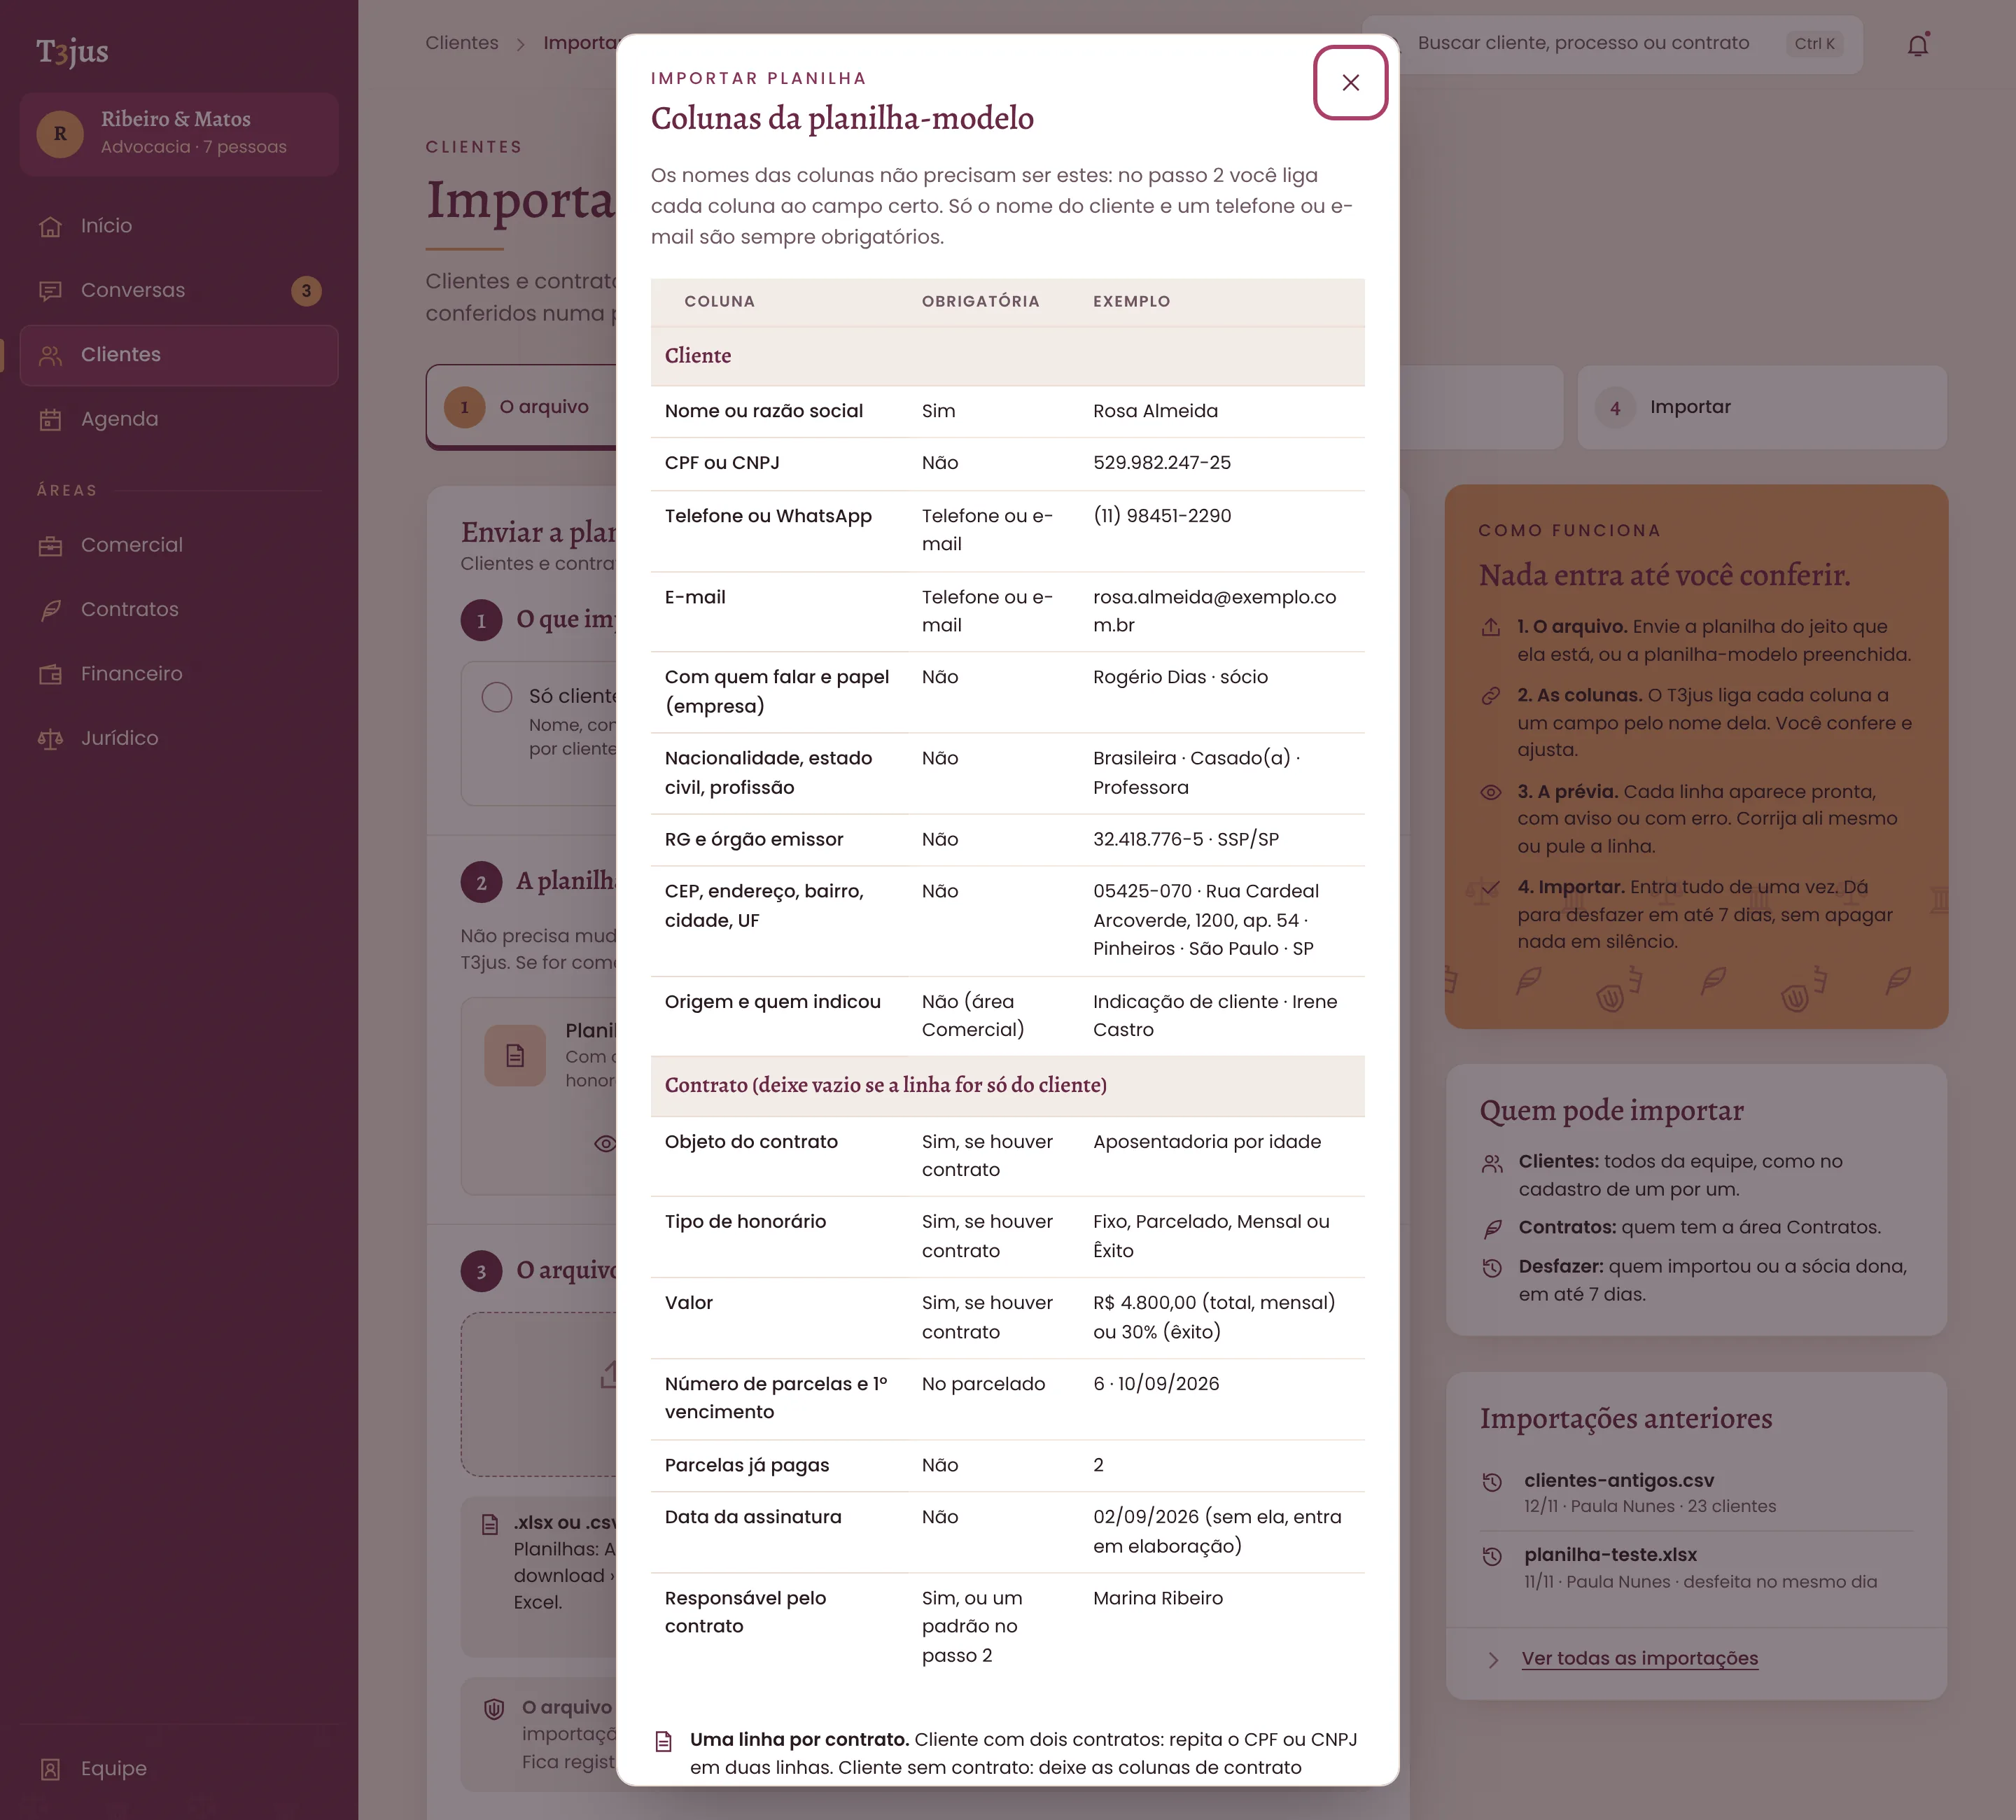 T3jus
Ribeiro & Matos
R
Advocacia · 7 pessoas
Início
Conversas
3
Clientes
Agenda
ÁREAS
Comercial
Contratos
Financeiro
Jurídico
Equipe
Clientes
Buscar cliente, processo ou contrato
Ctrl K
CLIENTES
Clientes e
conferidos numa
1
O arquivo
4
Importar
Clientes e
1
O que
Só
Nome,
por
2
A
Não precisa
T3jus. Se for
Com
3
O
.xlsx ou
Planilhas:
download ›
Excel.
O arquivo
Fica
IMPORTAR PLANILHA
Colunas da planilha-modelo
Os nomes das colunas não precisam ser estes: no passo 2 você liga
cada coluna ao campo certo. Só o nome do cliente e um telefone ou e-
mail são sempre obrigatórios.
COLUNA OBRIGATÓRIA EXEMPLO
Cliente
Nome ou razão social Sim Rosa Almeida
CPF ou CNPJ Não 529.982.247-25
Telefone ou WhatsApp Telefone ou e- (11) 98451-2290
mail
E-mail Telefone ou e- rosa.almeida@exemplo.co
mail m.br
Com quem falar e papel Não Rogério Dias · sócio
(empresa)
Nacionalidade, estado Não Brasileira · Casado(a) ·
civil, profissão Professora
RG e órgão emissor Não 32.418.776-5 · SSP/SP
CEP, endereço, bairro, Não 05425-070 · Rua Cardeal
cidade, UF Arcoverde, 1200, ap. 54 ·
Pinheiros · São Paulo · SP
Origem e quem indicou Não (área Indicação de cliente · Irene
Comercial) Castro
Contrato (deixe vazio se a linha for só do cliente)
Objeto do contrato Sim, se houver Aposentadoria por idade
contrato
Tipo de honorário Sim, se houver Fixo, Parcelado, Mensal ou
contrato Êxito
Valor Sim, se houver R$ 4.800,00 (total, mensal)
contrato ou 30% (êxito)
Número de parcelas e 1º No parcelado 6 · 10/09/2026
vencimento
Parcelas já pagas Não 2
Data da assinatura Não 02/09/2026 (sem ela, entra
em elaboração)
Responsável pelo Sim, ou um Marina Ribeiro
contrato padrão no
passo 2
Uma linha por contrato. Cliente com dois contratos: repita o CPF ou CNPJ
em duas linhas. Cliente sem contrato: deixe as colunas de contrato
COMO FUNCIONA
Nada entra até você conferir.
1. O arquivo. Envie a planilha do jeito que
ela está, ou a planilha-modelo preenchida.
2. As colunas. O T3jus liga cada coluna a
um campo pelo nome dela. Você confere e
ajusta.
3. A prévia. Cada linha aparece pronta,
com aviso ou com erro. Corrija ali mesmo
ou pule a linha.
4. Importar. Entra tudo de uma vez. Dá
para desfazer em até 7 dias, sem apagar
nada em silêncio.
Quem pode importar
Clientes: todos da equipe, como no
cadastro de um por um.
Contratos: quem tem a área Contratos.
Desfazer: quem importou ou a sócia dona,
em até 7 dias.
Importações anteriores
clientes-antigos.csv
12/11 · Paula Nunes · 23 clientes
planilha-teste.xlsx
11/11 · Paula Nunes · desfeita no mesmo dia
Ver todas as importações